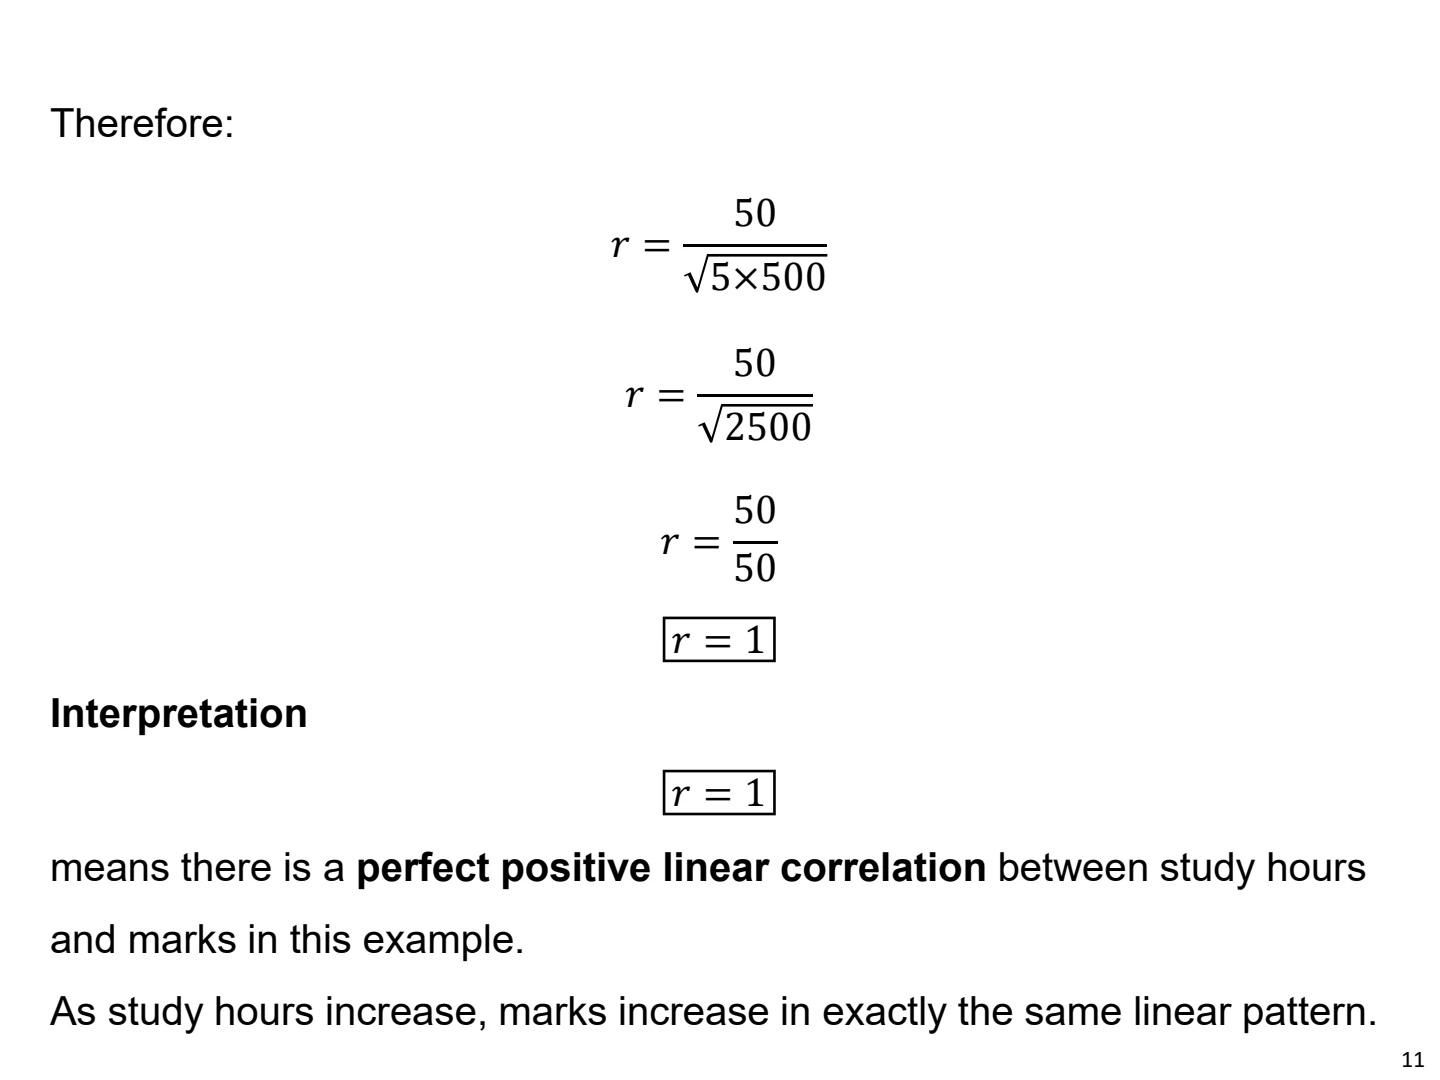 Therefore:
r = 50 / √(5×500)
r = 50 / √2500
r = 50 / 50
r = 1
Interpretation
r = 1
means there is a perfect positive linear correlation between study hours
and marks in this example.
As study hours increase, marks increase in exactly the same linear pattern.
11